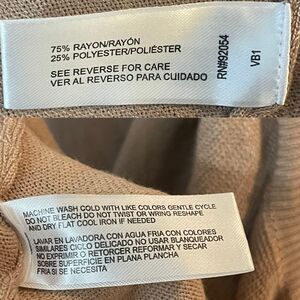 75% RAYON/RAYÓN
25% POLYESTER/POLIÉSTER
SEE REVERSE FOR CARE
VER AL REVERSO PARA CUIDADO
RN#92054
VB1
MACHINE WASH COLD WITH LIKE COLORS GENTLE CYCLE
DO NOT BLEACH DO NOT TWIST OR WRING RESHAPE
AND DRY FLAT COOL IRON IF NEEDED
LAVAR EN LAVADORA CON AGUA FRIA CON COLORES
SIMILARES CICLO DELICADO NO USAR BLANQUEADOR
NO EXPRIMIR O RETORCER REFORMAR Y SECAR
SOBRE SUPERFICIE EN PLANA PLANCHA
FRIA SI SE NECESITA